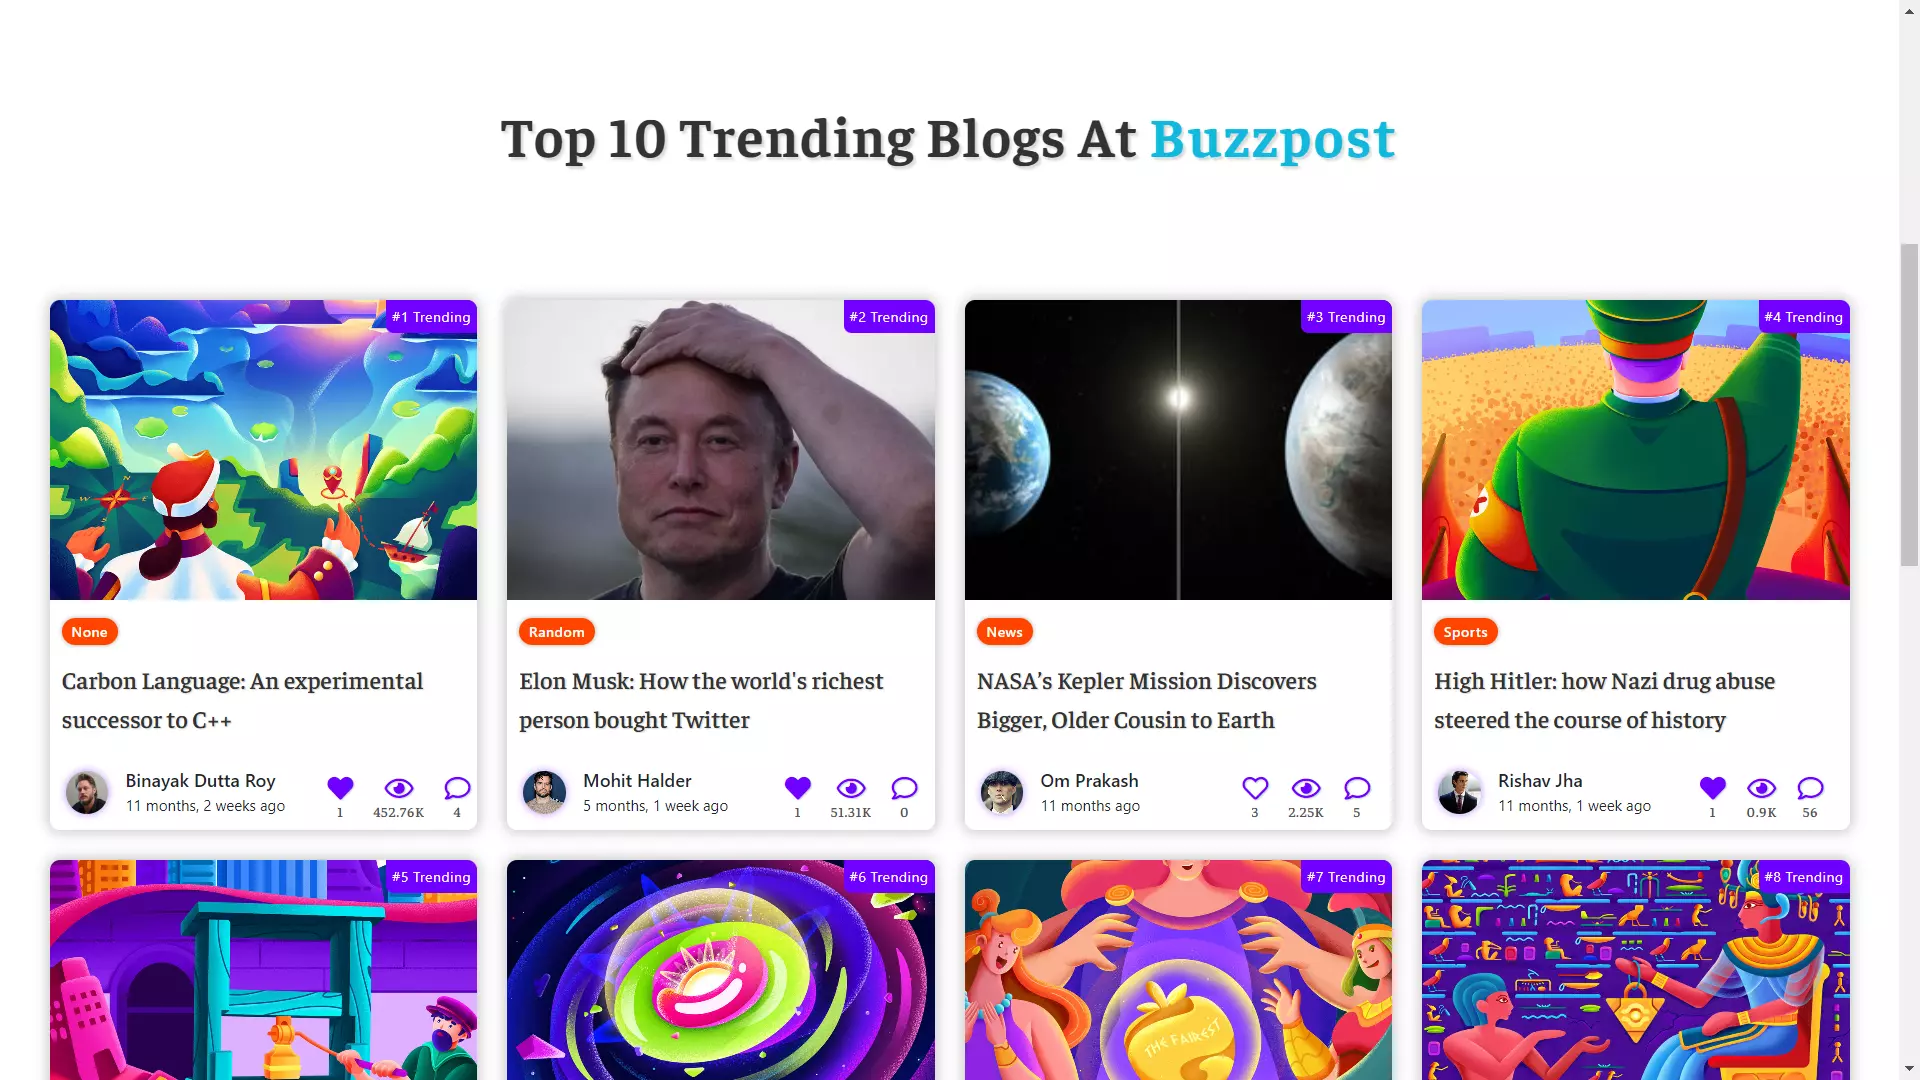 Top 10 Trending Blogs At Buzzpost
#1 Trending
None
Carbon Language: An experimental
successor to C++
Binayak Dutta Roy
11 months, 2 weeks ago
1 452.76K 4
#2 Trending
Random
Elon Musk: How the world's richest
person bought Twitter
Mohit Halder
5 months, 1 week ago
1 51.31K 0
#3 Trending
News
NASA’s Kepler Mission Discovers
Bigger, Older Cousin to Earth
Om Prakash
11 months ago
3 2.25K 5
#4 Trending
Sports
High Hitler: how Nazi drug abuse
steered the course of history
Rishav Jha
11 months, 1 week ago
1 0.9K 56
#5 Trending
#6 Trending
#7 Trending
THE FAIREST
#8 Trending
W N E